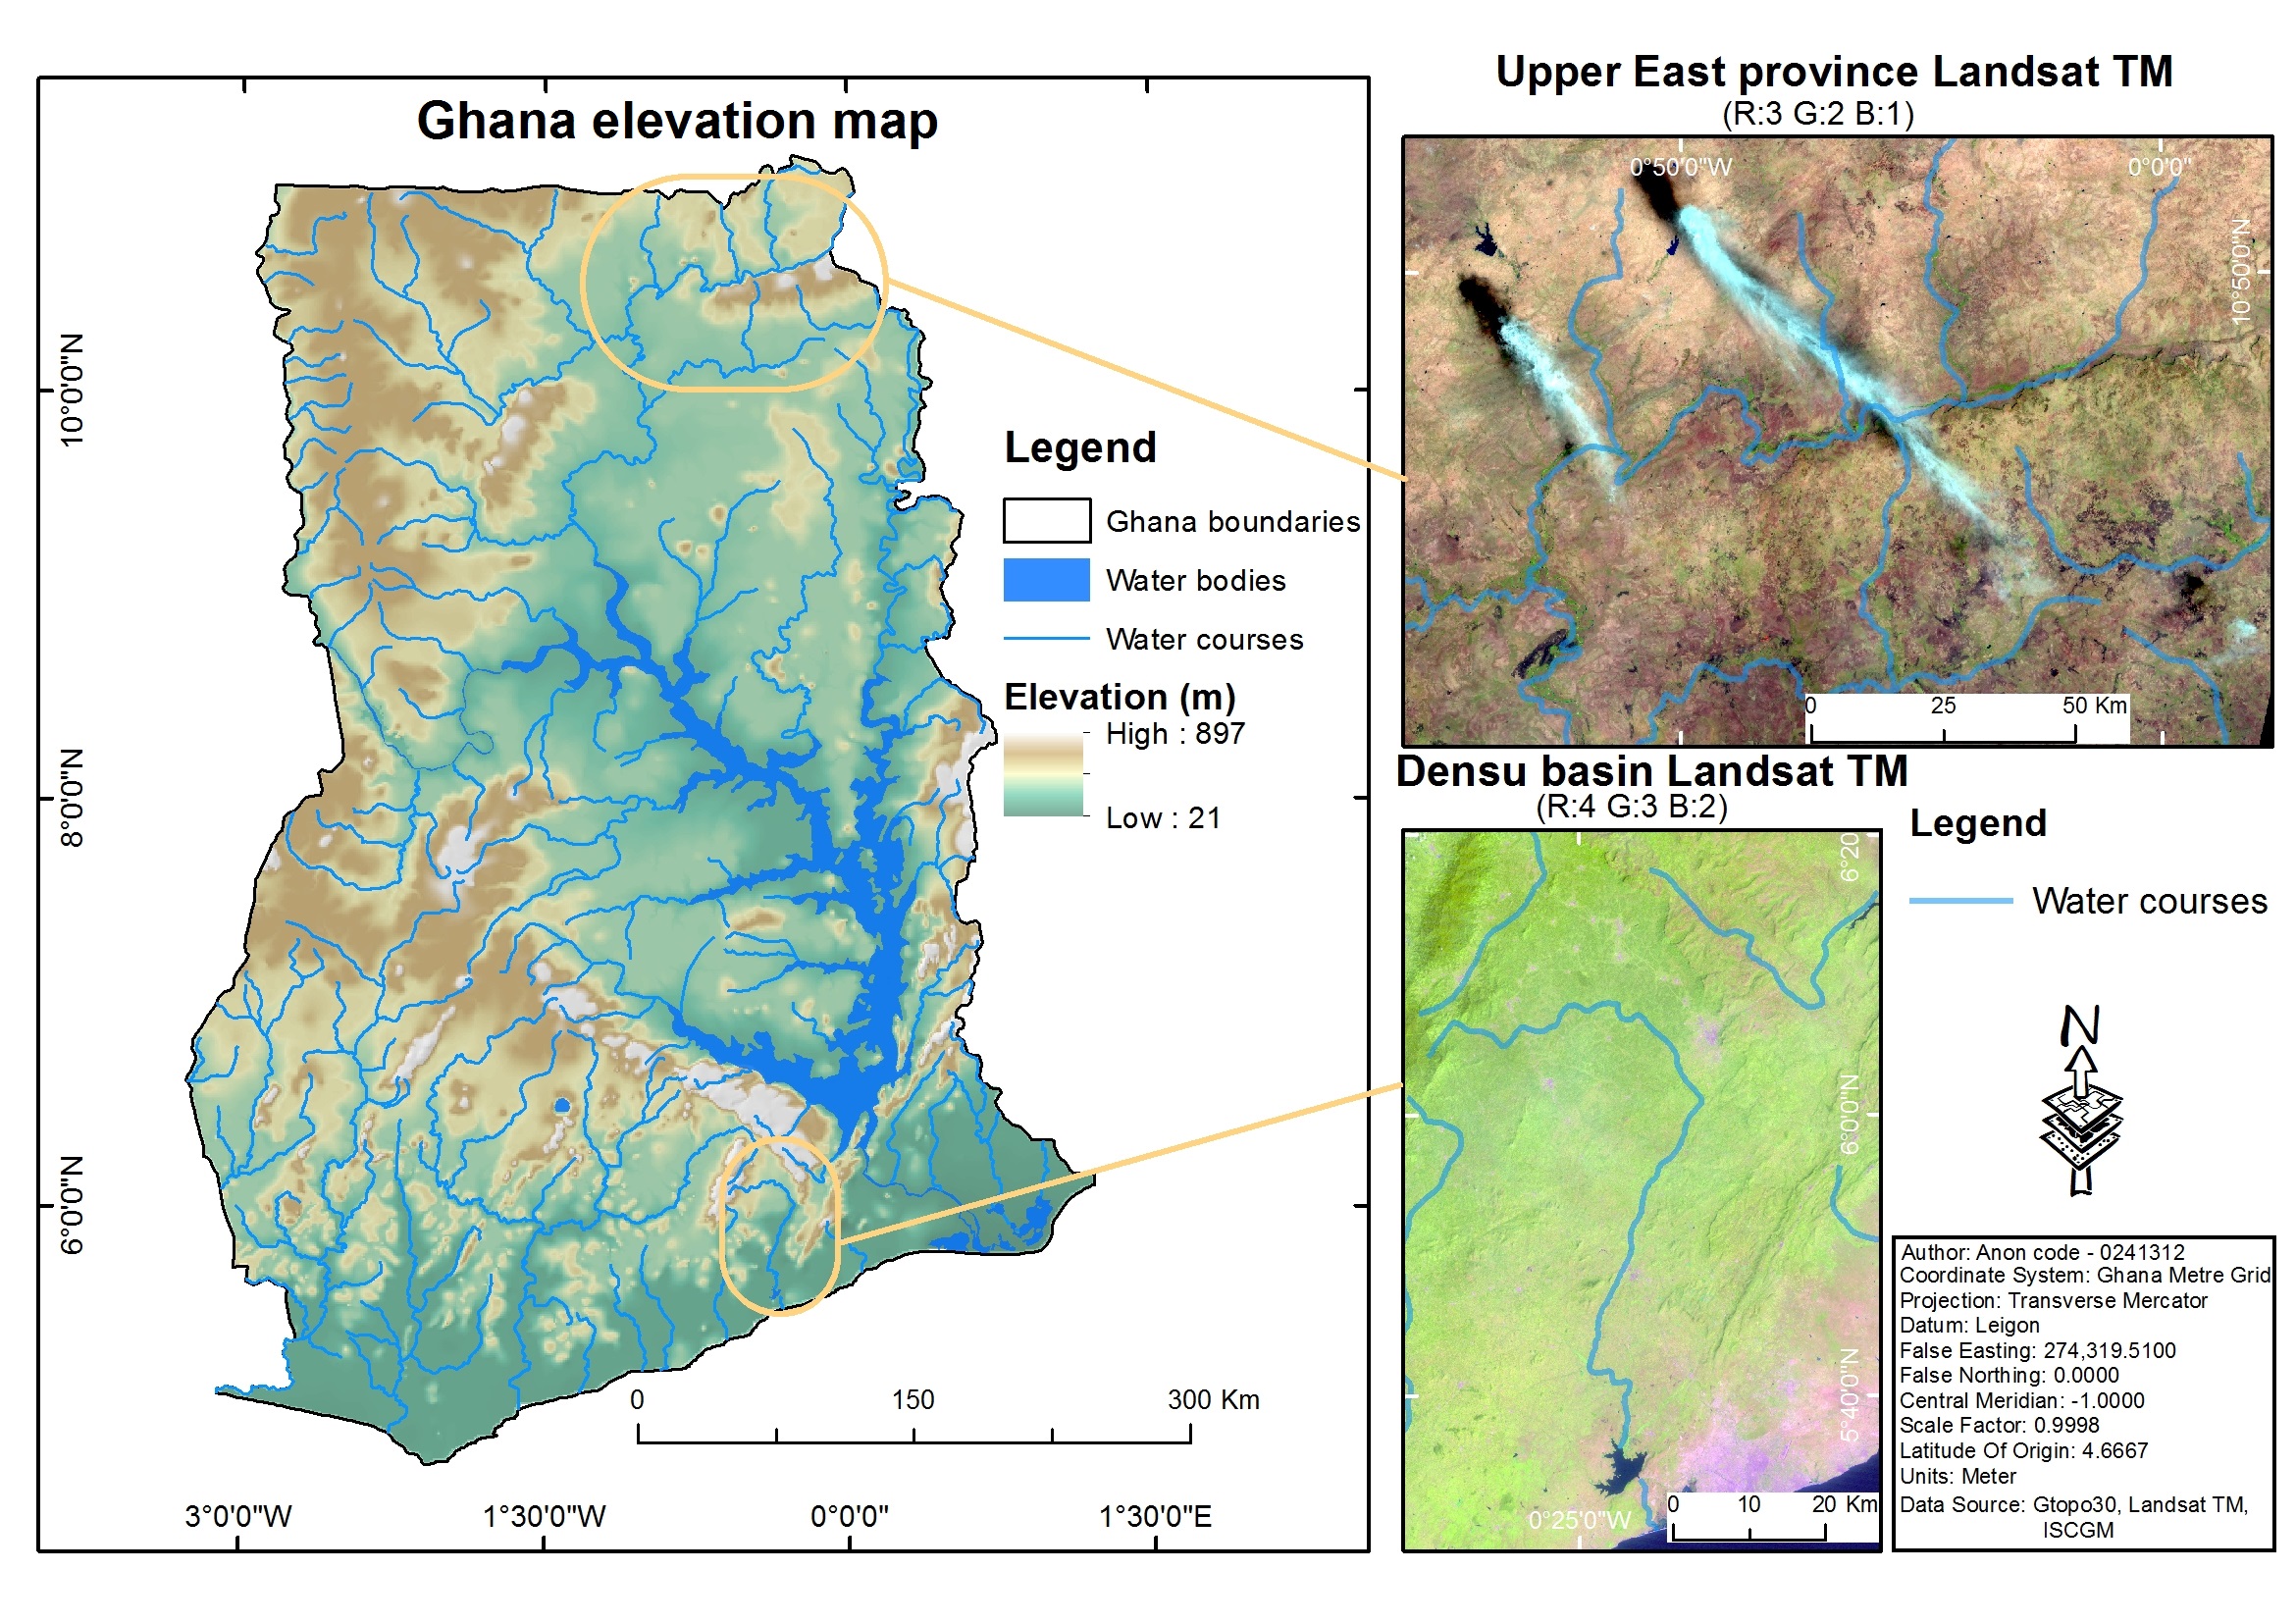 Ghana elevation map
10°0'0"N
8°0'0"N
6°0'0"N
3°0'0"W
1°30'0"W
0°0'0"
1°30'0"E
Legend
Ghana boundaries
Water bodies
Water courses
Elevation (m)
High : 897
Low : 21
0 150 300 Km
Upper East province Landsat TM
(R:3 G:2 B:1)
0°50'0"W
0°0'0"
10°50'0"N
0 25 50 Km
Densu basin Landsat TM
(R:4 G:3 B:2)
6°20
6°0'0"N
5°40'0"N
0°25'0"W
0 10 20 Km
Legend
Water courses
N
Author: Anon code - 0241312
Coordinate System: Ghana Metre Grid
Projection: Transverse Mercator
Datum: Leigon
False Easting: 274,319.5100
False Northing: 0.0000
Central Meridian: -1.0000
Scale Factor: 0.9998
Latitude Of Origin: 4.6667
Units: Meter
Data Source: Gtopo30, Landsat TM,
ISCGM